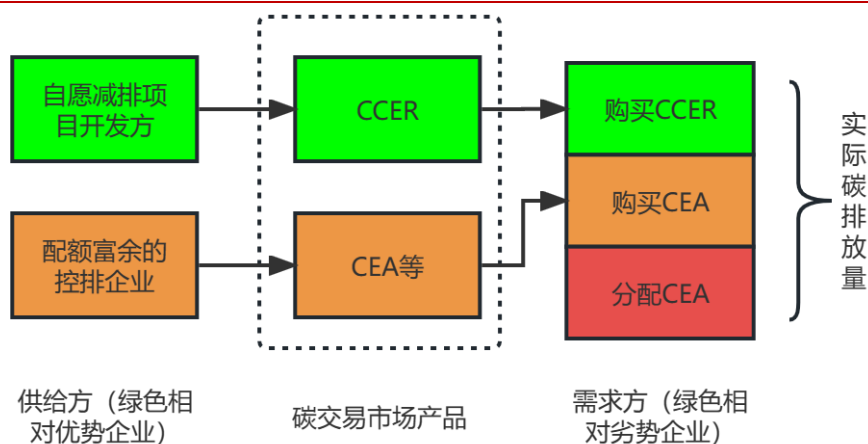 自愿减排项
目开发方
CCER
购买CCER
配额富余的
控排企业
CEA等
购买CEA
分配CEA
实
际
碳
排
放
量
供给方（绿色相
对优势企业）
碳交易市场产品
需求方（绿色相
对劣势企业）